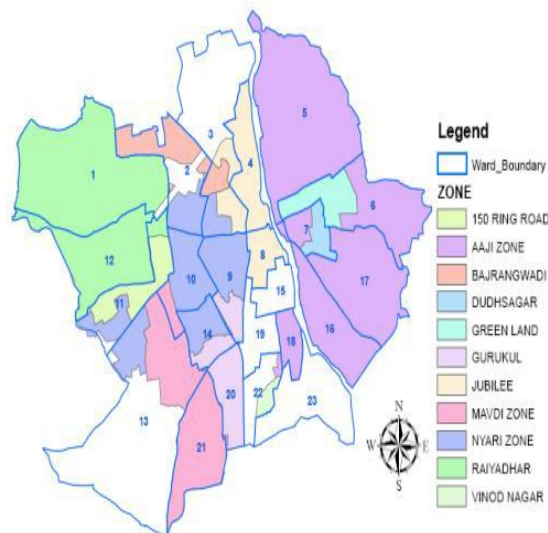 Legend
Ward_Boundary
ZONE
150 RING ROAD
AAJI ZONE
BAJRANGWADI
DUDHSAGAR
GREEN LAND
GURUKUL
JUBILEE
MAVDI ZONE
NYARI ZONE
RAIYADHAR
VINOD NAGAR
N
W
E
S
1
2
3
4
5
6
7
8
9
10
11
12
13
14
15
16
17
18
19
20
21
22
23